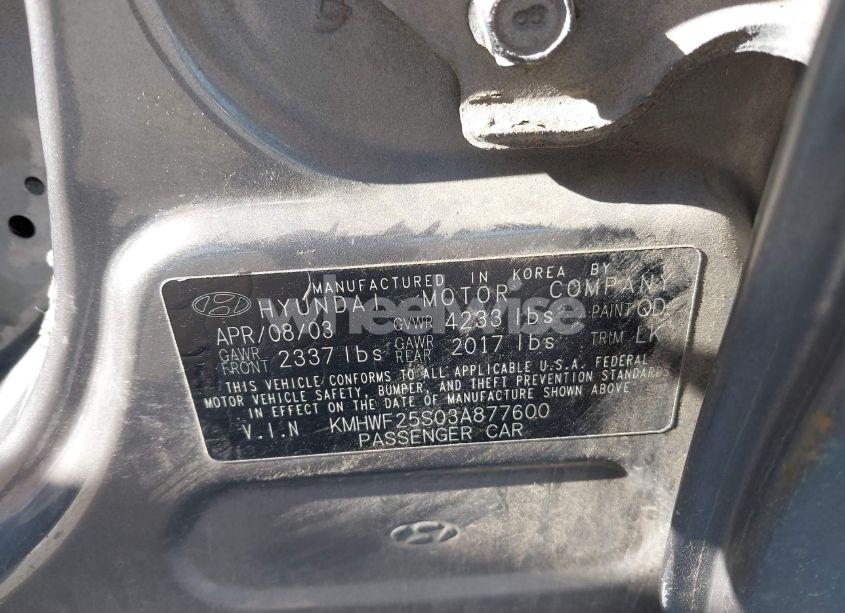 MANUFACTURED IN KOREA BY
HYUNDAI MOTOR COMPANY
APR/08/03 GVWR 4233 lbs PAINT QD
GAWR FRONT 2337 lbs GAWR REAR 2017 lbs TRIM LK
THIS VEHICLE CONFORMS TO ALL APPLICABLE U.S.A. FEDERAL
MOTOR VEHICLE SAFETY, BUMPER, AND THEFT PREVENTION STANDARDS
IN EFFECT ON THE DATE OF MANUFACTURE SHOWN ABOVE
V.I.N KMHWF25S03A877600
PASSENGER CAR
wheelwise